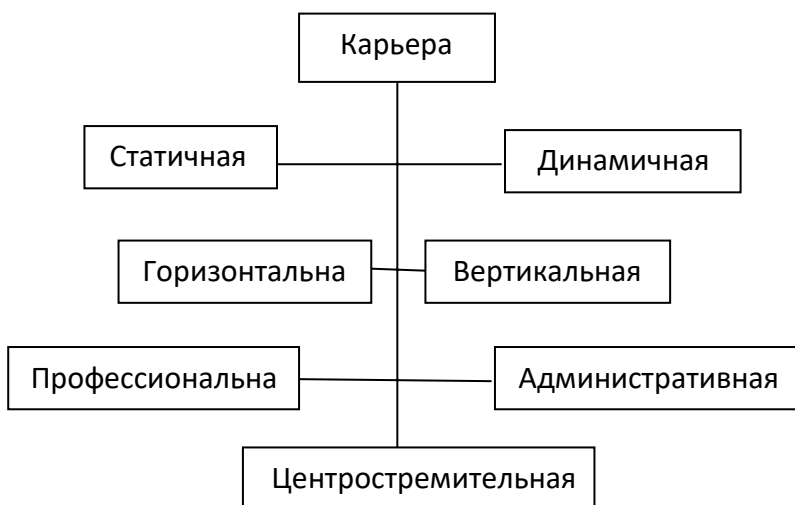 Карьера
Статичная
Динамичная
Горизонтальна
Вертикальная
Профессиональна
Административная
Центростремительная